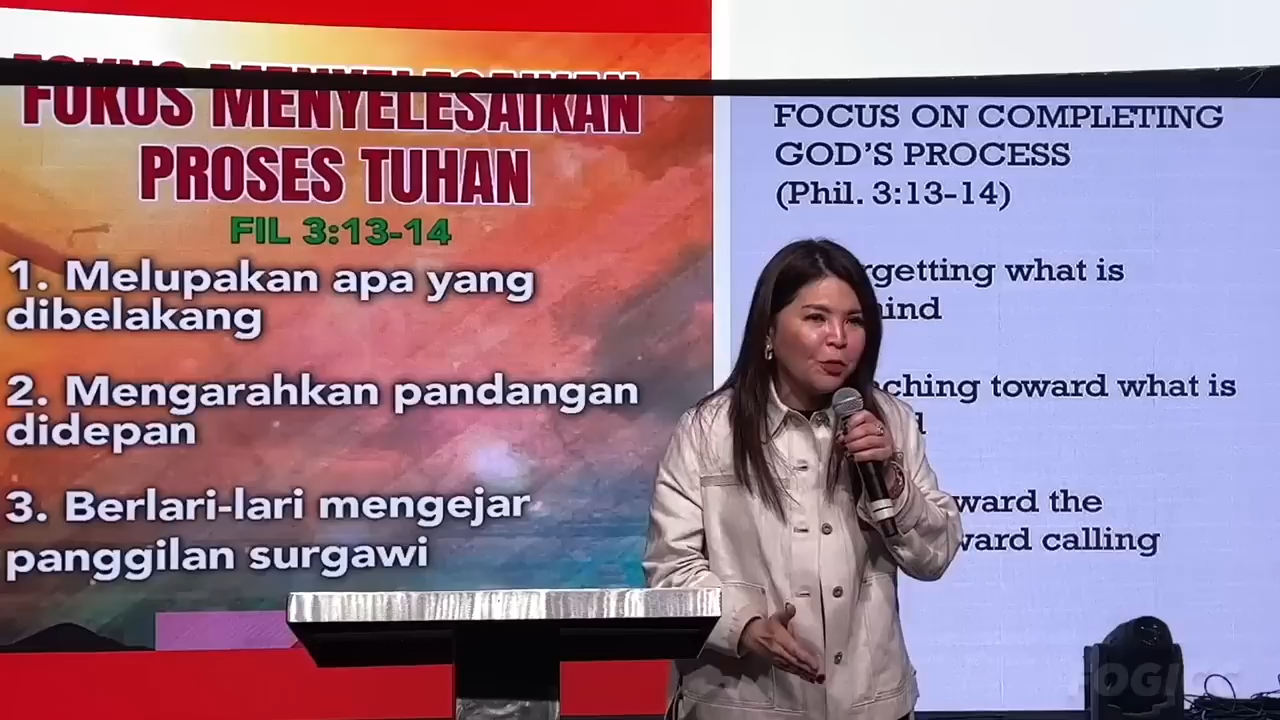 FOKUS MENYELESAIKAN
PROSES TUHAN
FIL 3:13-14
1. Melupakan apa yang
dibelakang
2. Mengarahkan pandangan
didepan
3. Berlari-lari mengejar
panggilan surgawi
FOCUS ON COMPLETING
GOD'S PROCESS
(Phil. 3:13-14)
what is
what is
the
calling